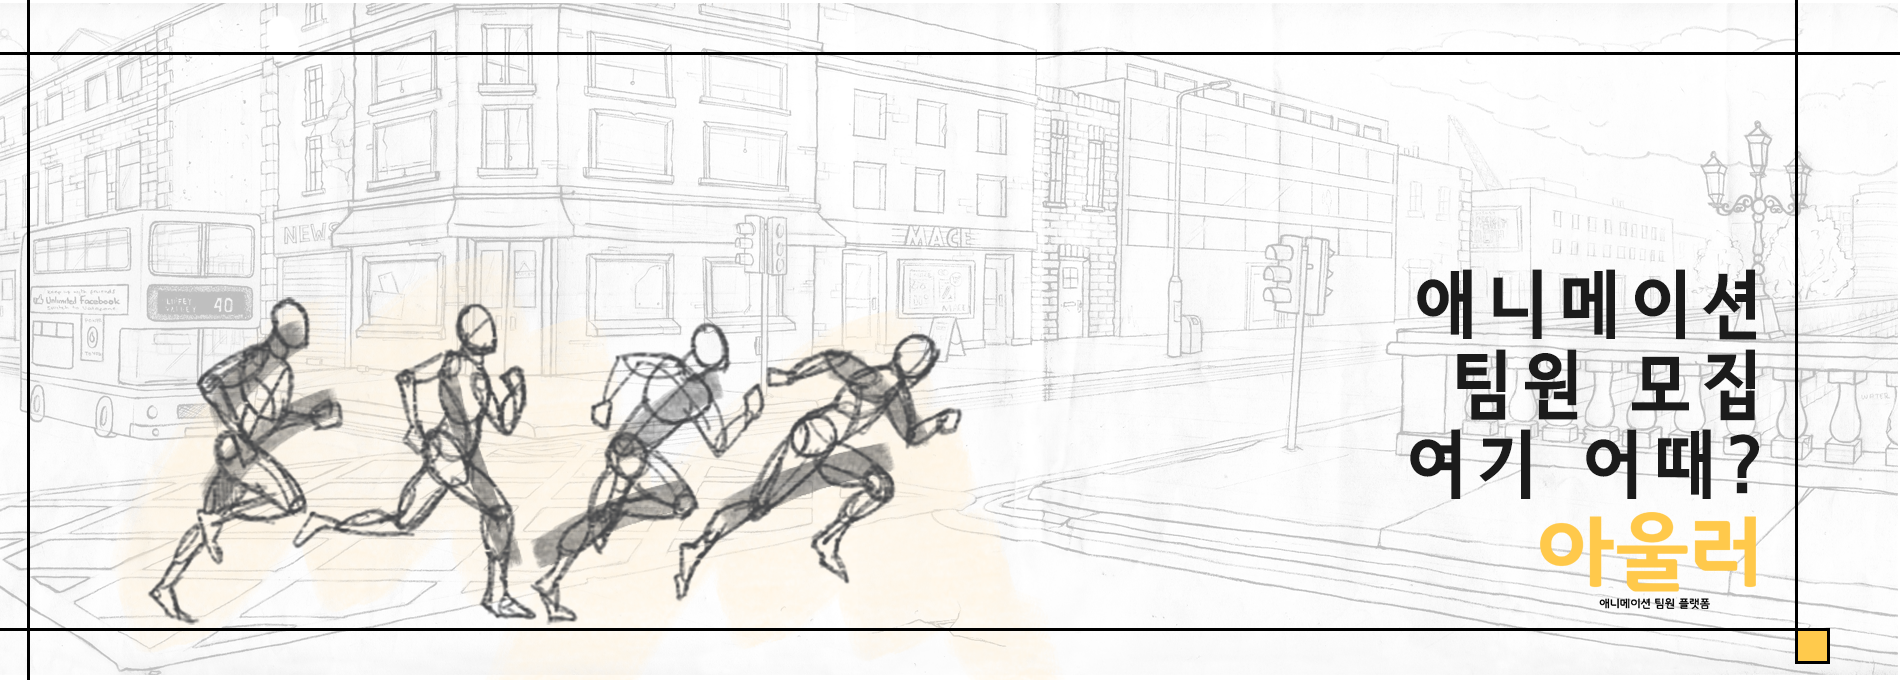 NEWS
MACE
Unlimited Facebook
40
애니메이션
팀원 모집
여기 어때?
아울러
애니메이션 팀원 플랫폼